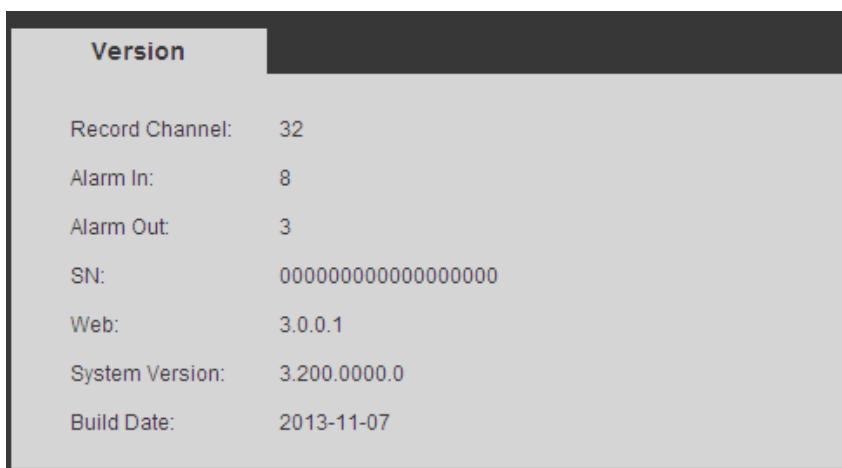 Version
Record Channel: 32
Alarm In: 8
Alarm Out: 3
SN: 000000000000000000
Web: 3.0.0.1
System Version: 3.200.0000.0
Build Date: 2013-11-07